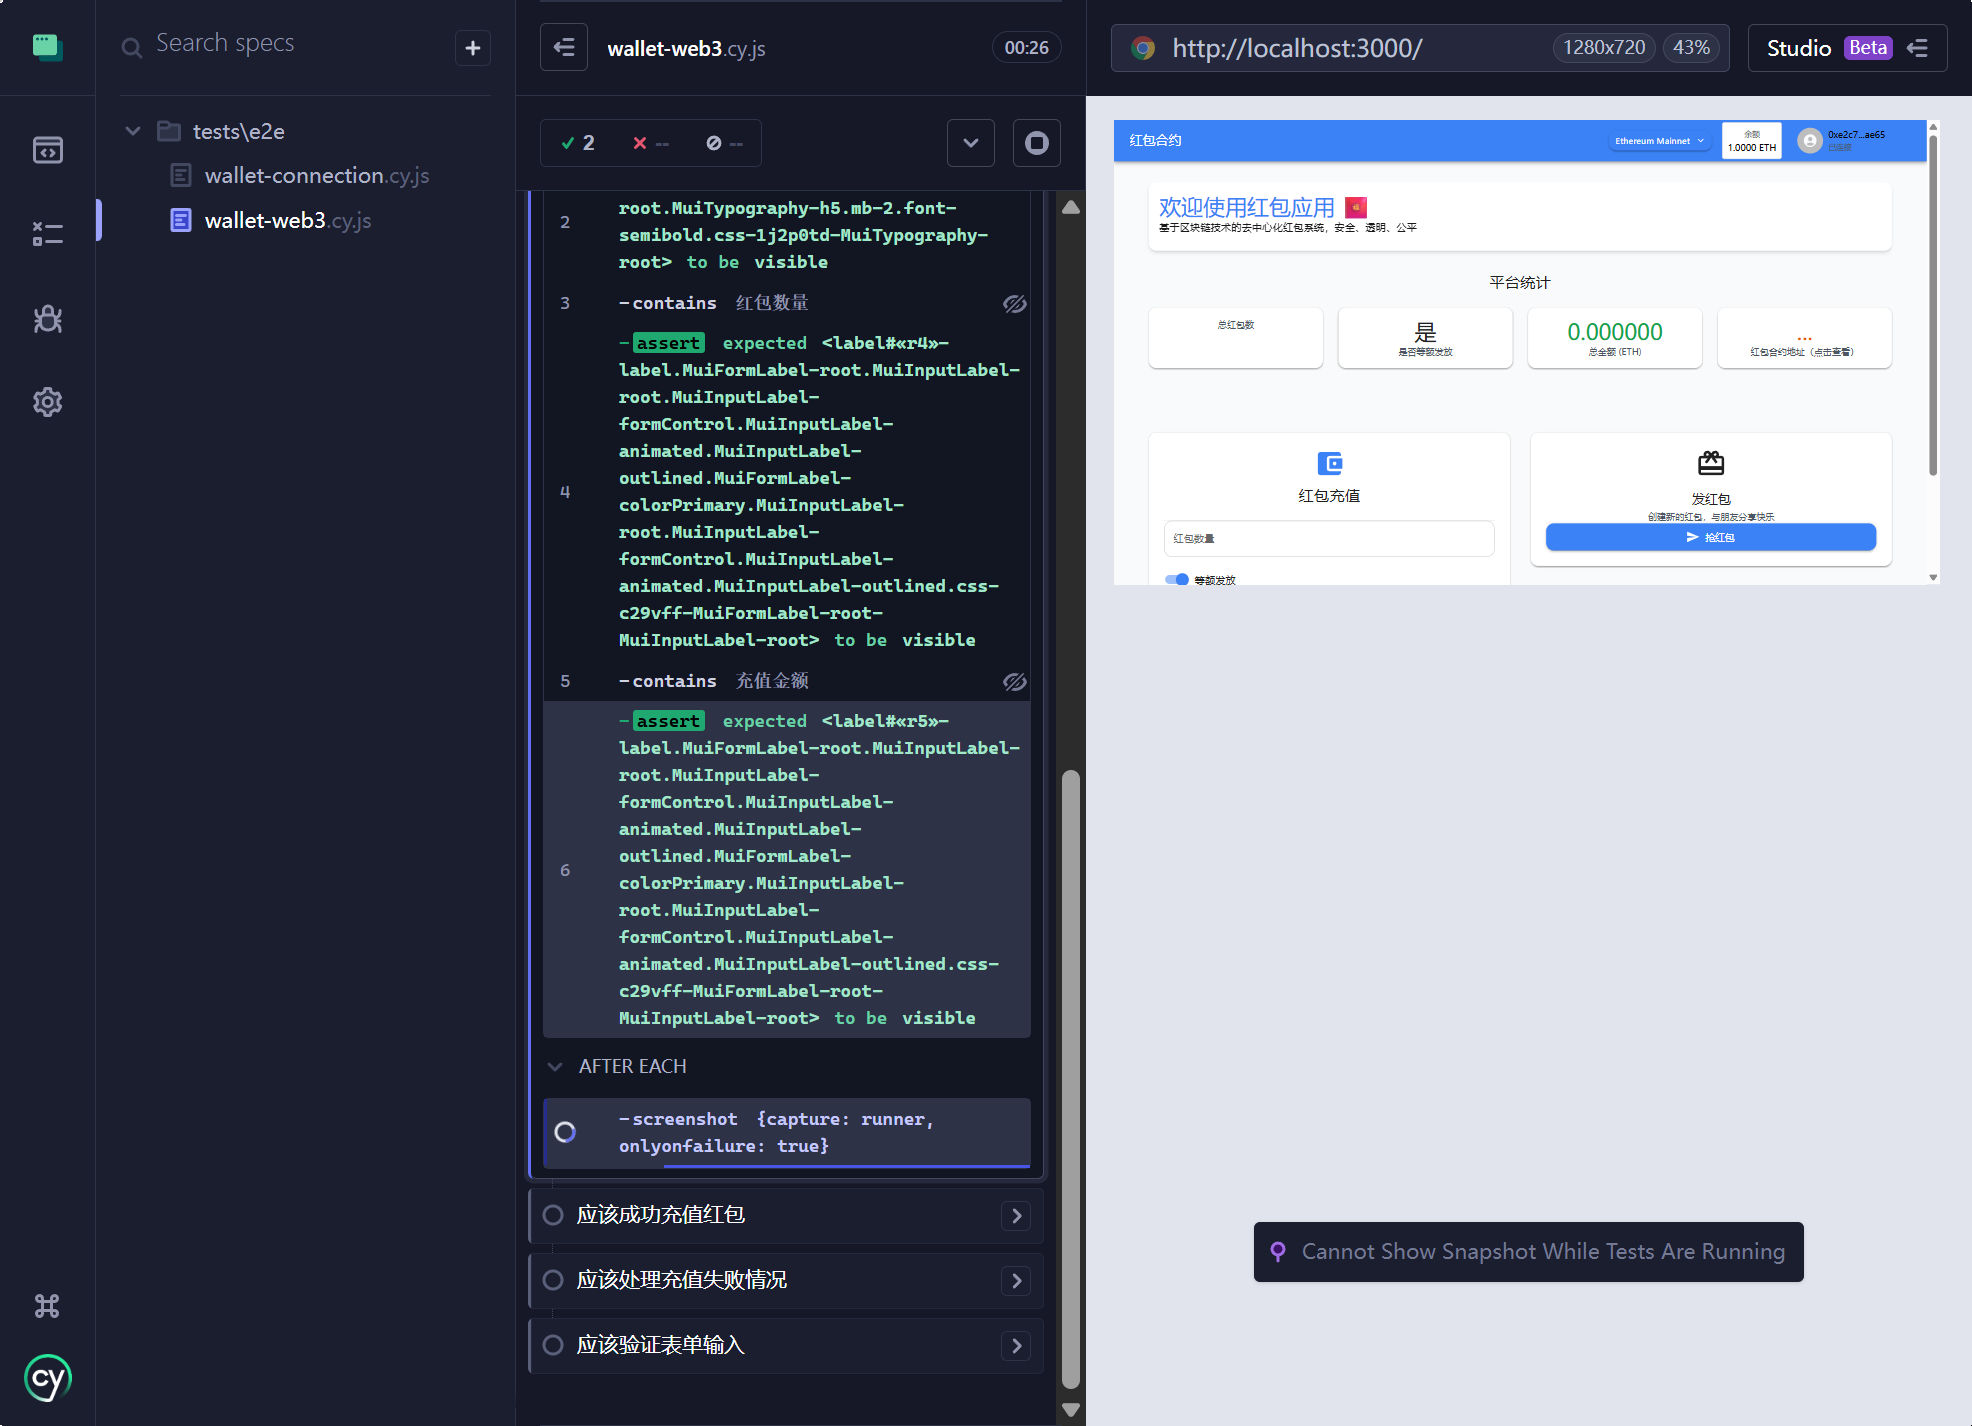 Search specs
tests\e2e
wallet-connection.cy.js
wallet-web3.cy.js
wallet-web3.cy.js
00:26
2
--
--
2
root.MuiTypography-h5.mb-2.font-
semibold.css-1j2p0td-MuiTypography-
root> to be visible
3
-contains 红包数量
4
-assert expected <label#«r4»-
label.MuiFormLabel-root.MuiInputLabel-
root.MuiInputLabel-
formControl.MuiInputLabel-
animated.MuiInputLabel-
outlined.MuiFormLabel-
colorPrimary.MuiInputLabel-
root.MuiInputLabel-
formControl.MuiInputLabel-
animated.MuiInputLabel-outlined.css-
c29vff-MuiFormLabel-root-
MuiInputLabel-root> to be visible
5
-contains 充值金额
6
-assert expected <label#«r5»-
label.MuiFormLabel-root.MuiInputLabel-
root.MuiInputLabel-
formControl.MuiInputLabel-
animated.MuiInputLabel-
outlined.MuiFormLabel-
colorPrimary.MuiInputLabel-
root.MuiInputLabel-
formControl.MuiInputLabel-
animated.MuiInputLabel-outlined.css-
c29vff-MuiFormLabel-root-
MuiInputLabel-root> to be visible
AFTER EACH
-screenshot {capture: runner,
onlyonfailure: true}
应该成功充值红包
应该处理充值失败情况
应该验证表单输入
cy
http://localhost:3000/
1280x720
43%
Studio Beta
红包合约
Ethereum Mainnet
余额
1.0000 ETH
0xe2c7...ae65
已连接
欢迎使用红包应用
基于区块链技术的去中心化红包系统，安全、透明、公平
平台统计
总红包数
是
是否等额发放
0.000000
总金额 (ETH)
...
红包合约地址（点击查看）
红包充值
红包数量
等额发放
发红包
创建新的红包，与朋友分享快乐
抢红包
Cannot Show Snapshot While Tests Are Running